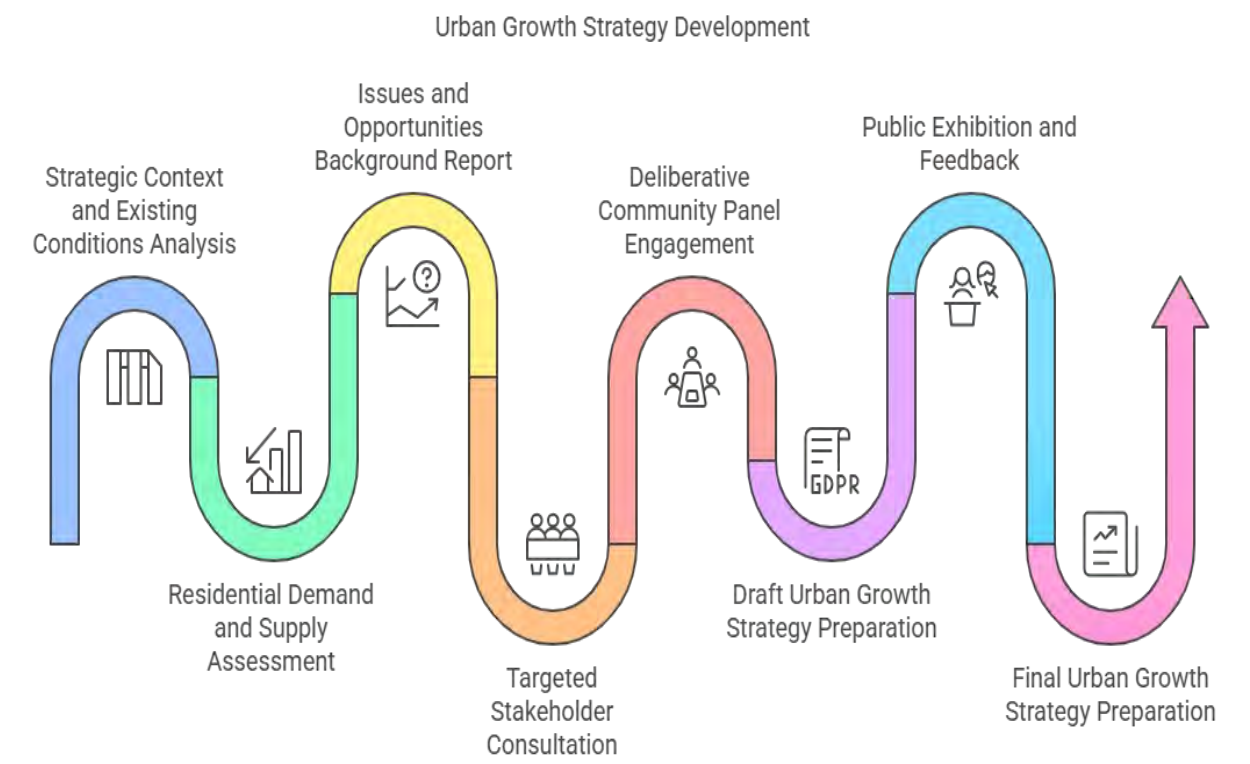 Urban Growth Strategy Development
Strategic Context
and Existing
Conditions Analysis
Residential Demand
and Supply
Assessment
Issues and
Opportunities
Background Report
?
Targeted
Stakeholder
Consultation
Deliberative
Community Panel
Engagement
GDPR
Draft Urban Growth
Strategy Preparation
Public Exhibition and
Feedback
Final Urban Growth
Strategy Preparation